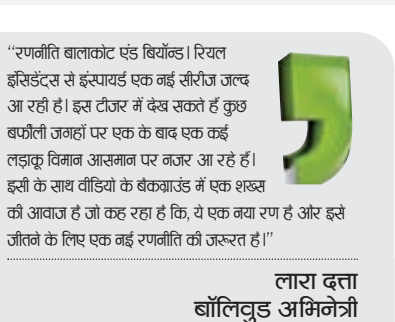 ‘‘रणनीति बालाकोट एंड बियॉन्ड। रियल
इंसिडेंट्स से इंस्पायर्ड एक नई सीरीज जल्द
आ रही है। इस टीजर में देख सकते हैं कुछ
बर्फीली जगहों पर एक के बाद एक कई
लड़ाकू विमान आसमान पर नजर आ रहे हैं।
इसी के साथ वीडियो के बैकग्राउंड में एक शख्स
की आवाज है जो कह रहा है कि, ये एक नया रण है और इसे
जीतने के लिए एक नई रणनीति की जरूरत है।’’
लारा दत्ता
बॉलिवुड अभिनेत्री